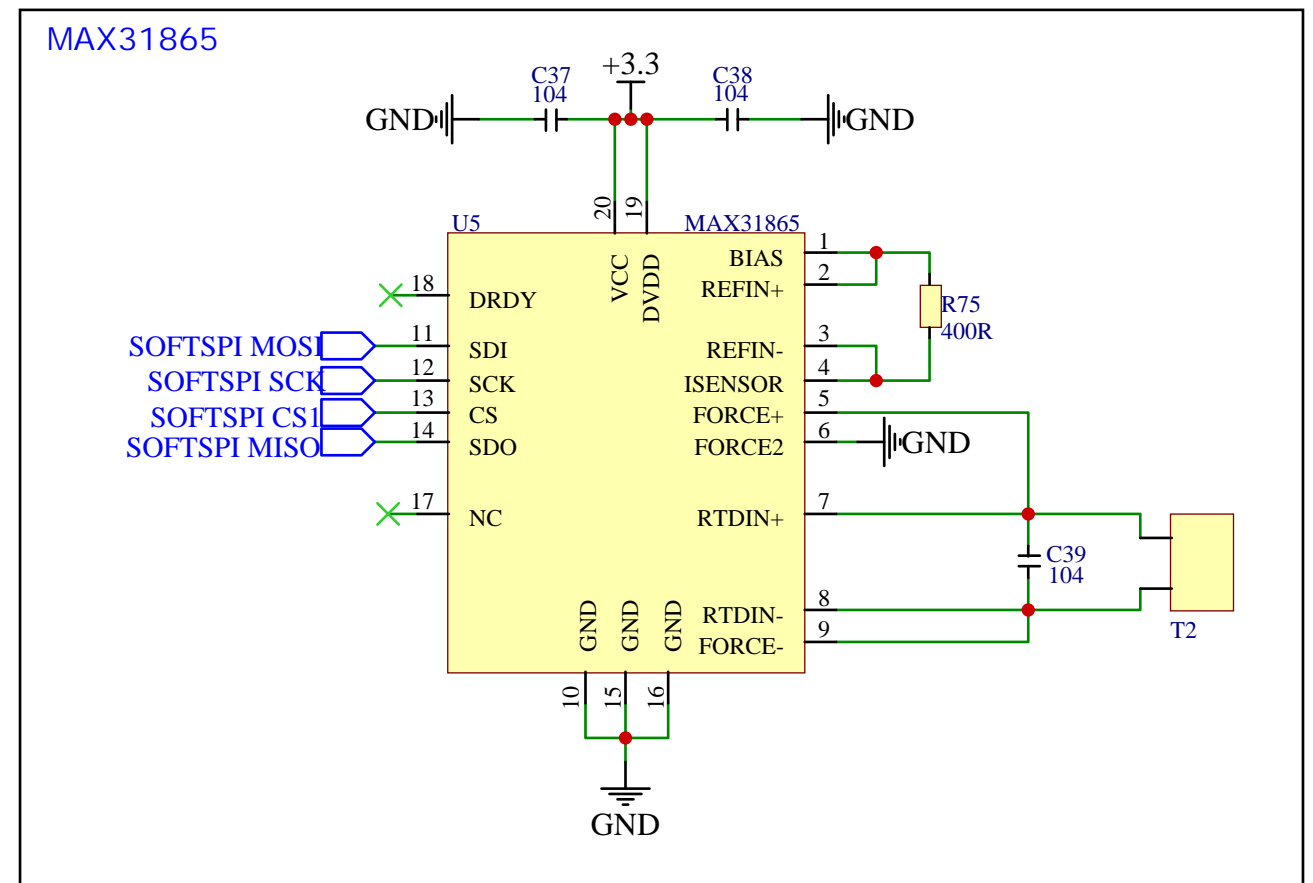 MAX31865
+3.3
C37
104
C38
104
GND
GND
20
19
U5
MAX31865
VCC
DVDD
BIAS
1
REFIN+
2
18
DRDY
R75
400R
SOFTSPI MOSI
11
SDI
REFIN-
3
SOFTSPI SCK
12
SCK
ISENSOR
4
SOFTSPI CS1
13
CS
FORCE+
5
SOFTSPI MISO
14
SDO
FORCE2
6
GND
17
NC
RTDIN+
7
C39
104
RTDIN-
8
FORCE-
9
T2
GND
GND
GND
10
15
16
GND